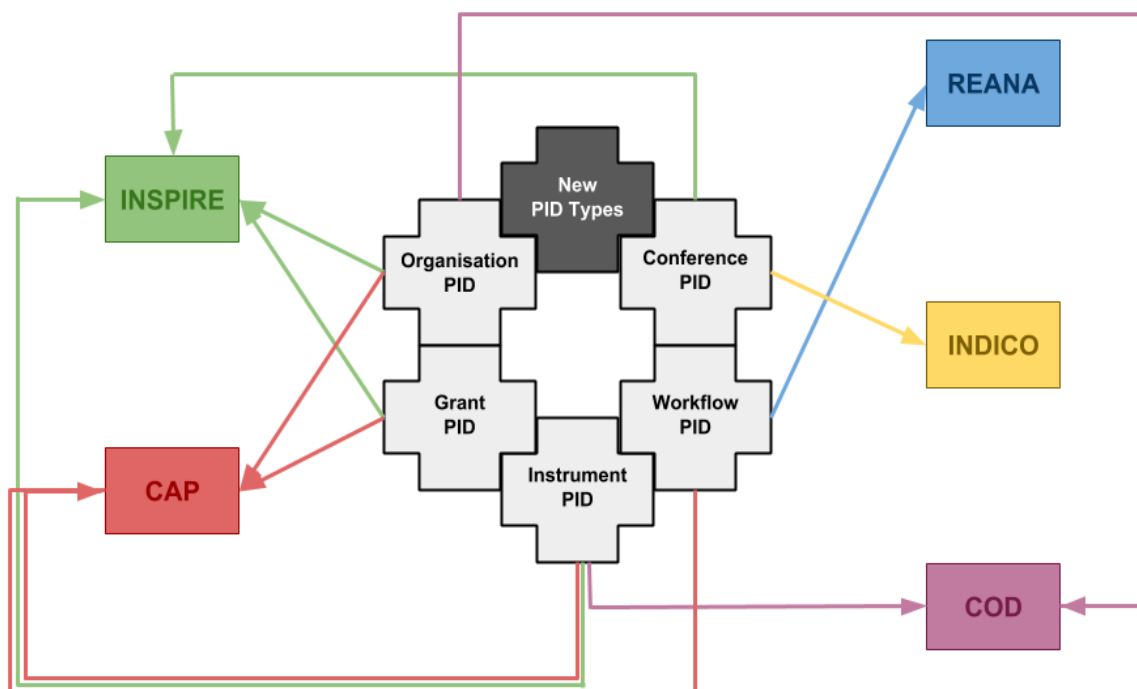 REANA
New
PID Types
INSPIRE
Organisation
PID
Conference
PID
INDICO
Grant
PID
Workflow
PID
Instrument
PID
CAP
COD